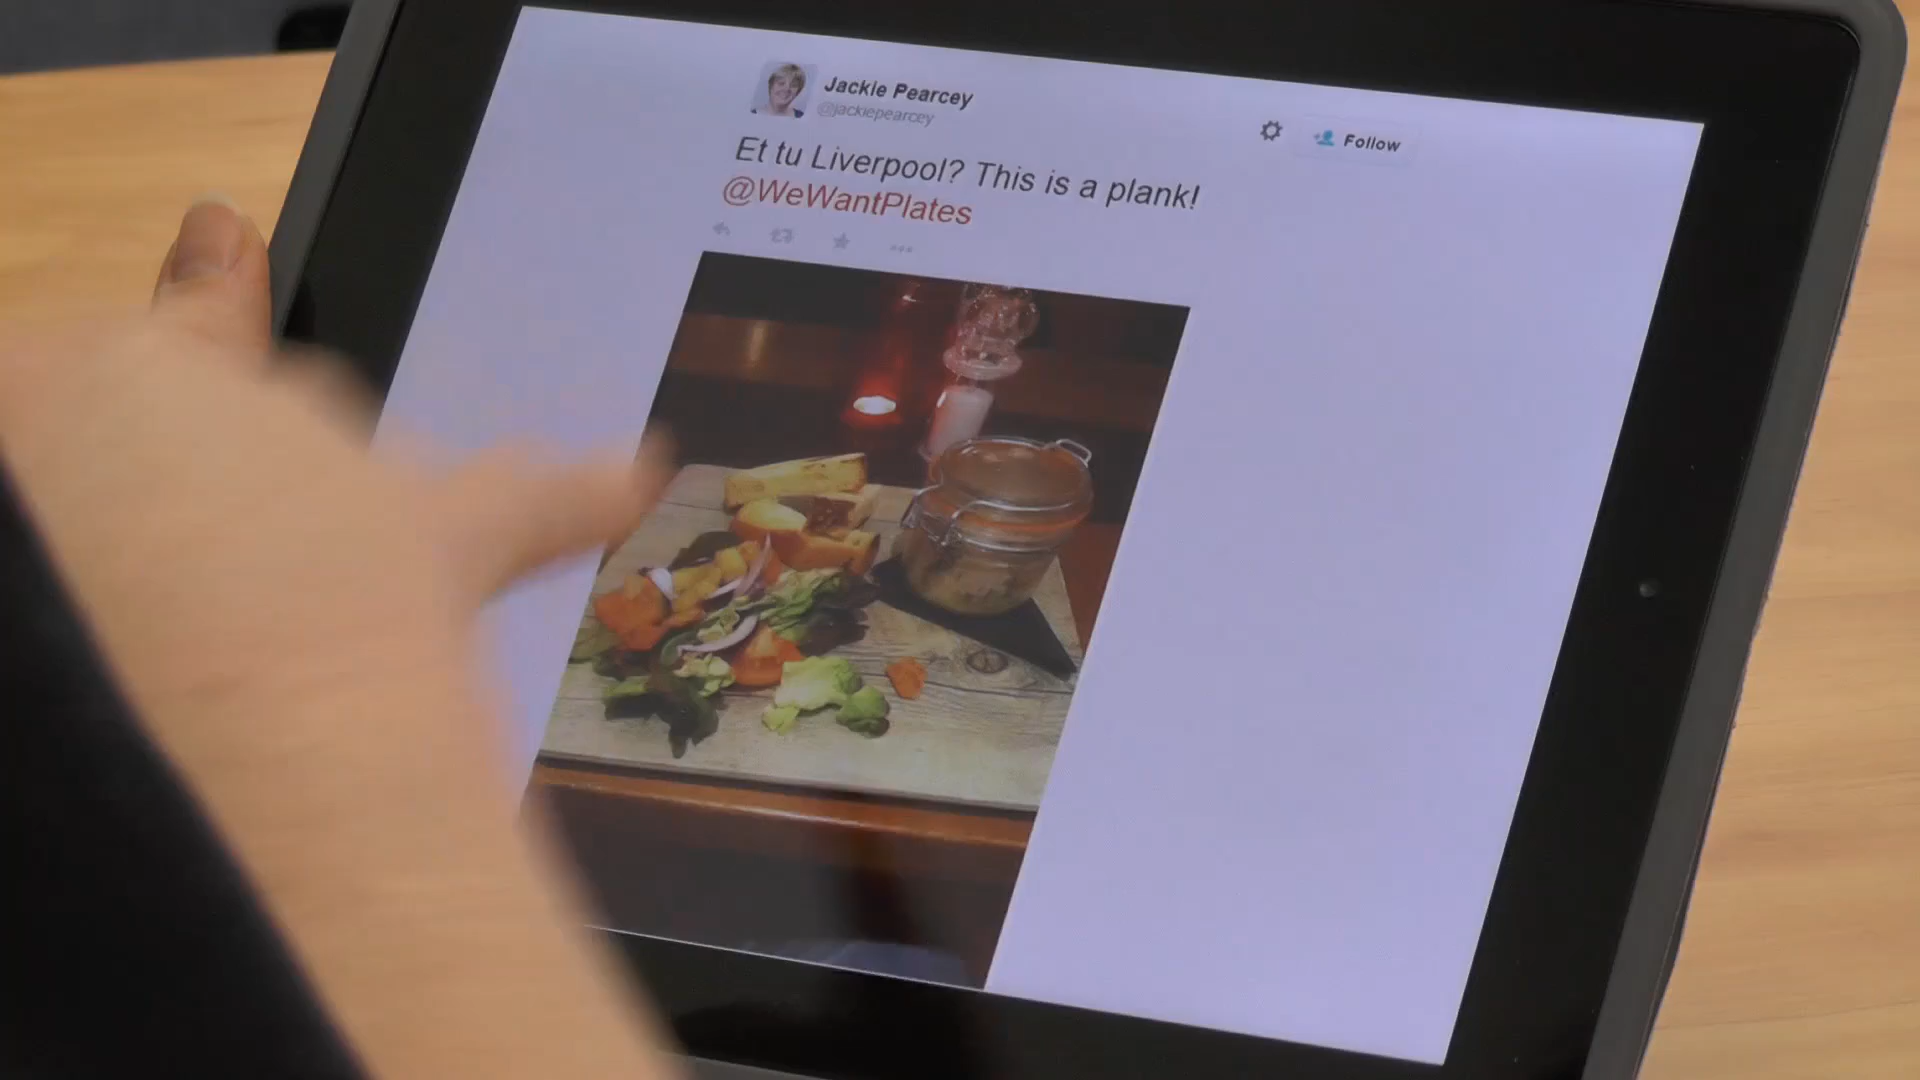 Jackie Pearcey
@jackiepearcey
Follow
Et tu Liverpool? This is a plank!
@WeWantPlates